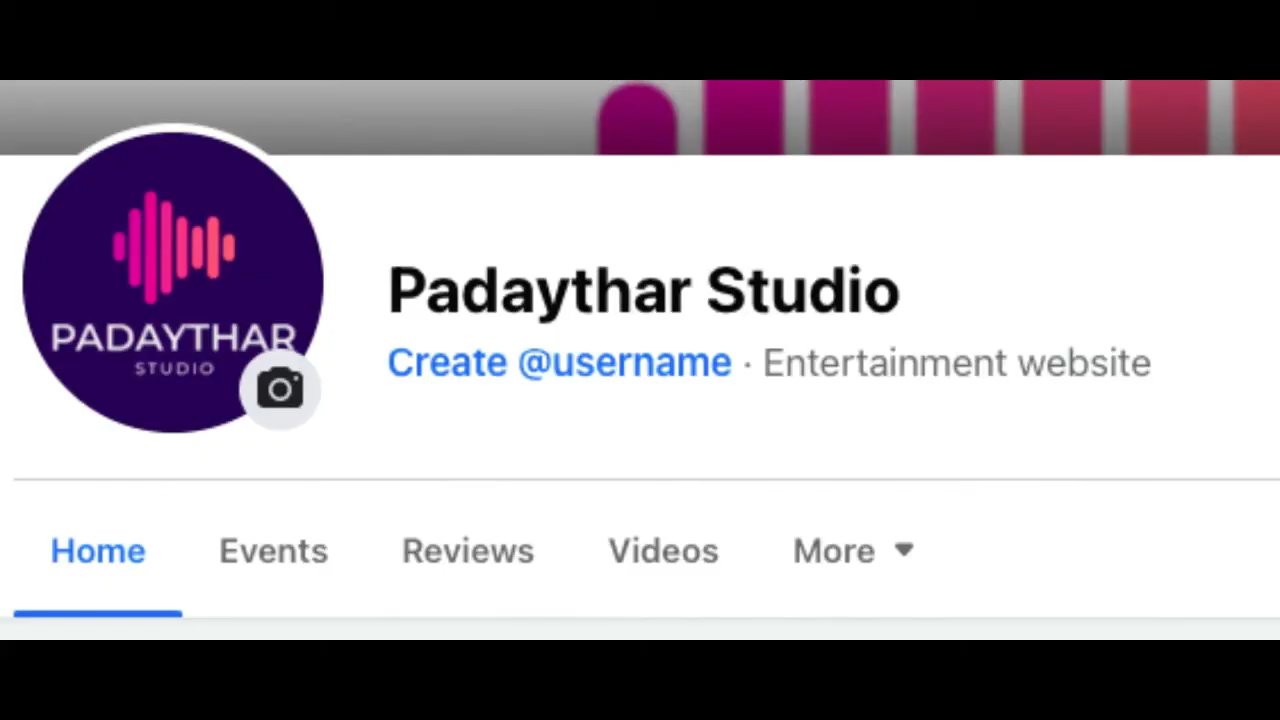 PADAYTHAR
STUDIO
Padaythar Studio
Create @username · Entertainment website
Home Events Reviews Videos More